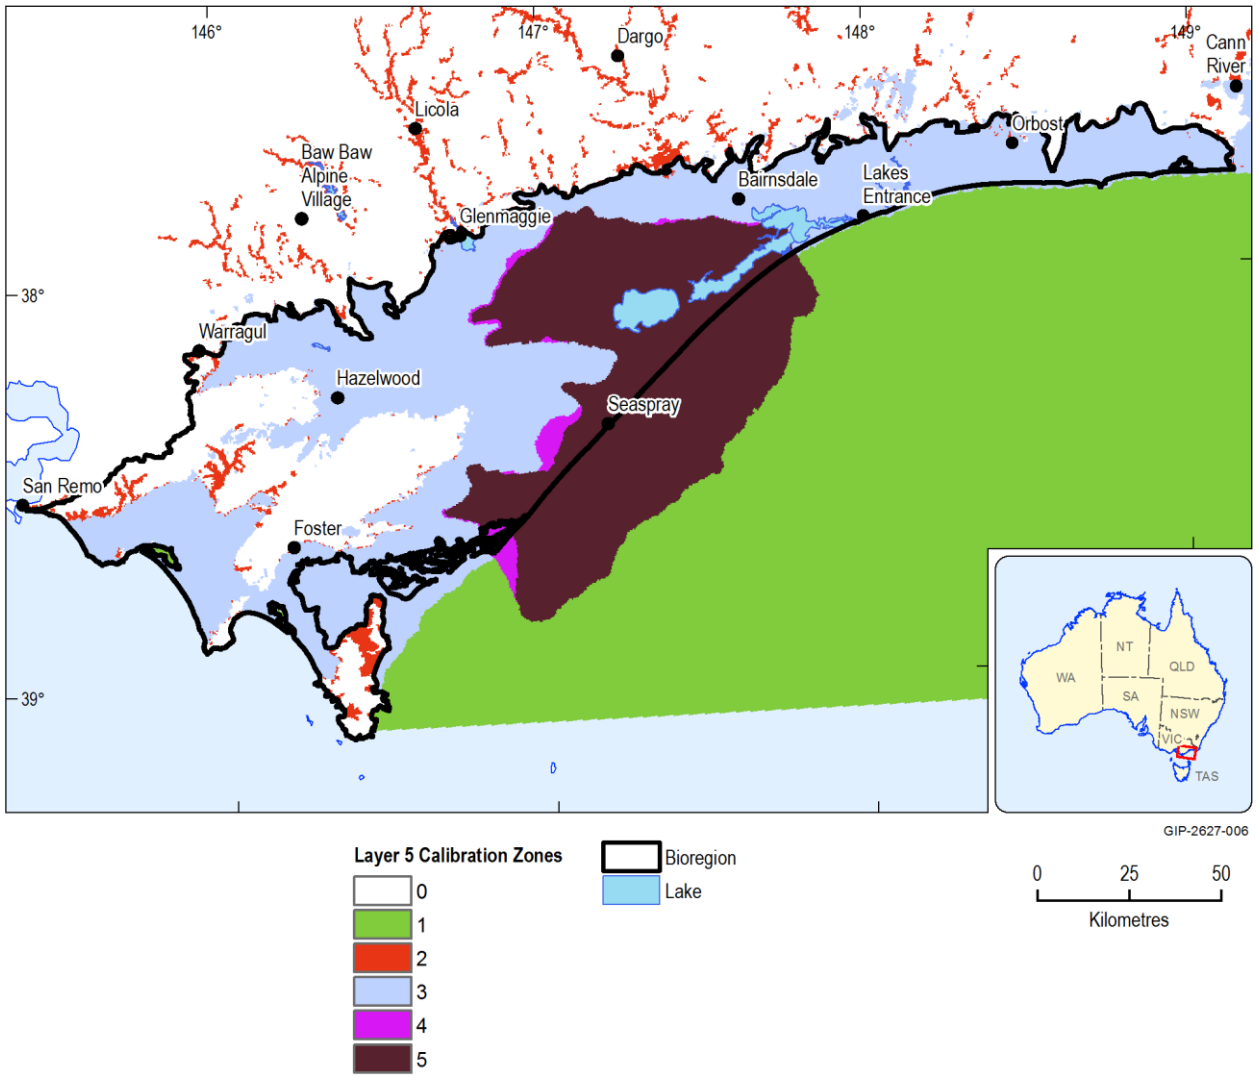 146°
147°
148°
149°
Dargo
Cann
River
Licola
Orbost
Baw Baw
Alpine
Village
Bairnsdale
Lakes
Entrance
Glenmaggie
38°
Warragul
Hazelwood
Seaspray
San Remo
Foster
39°
NT
QLD
WA
SA
NSW
VIC
TAS
GIP-2627-006
Layer 5 Calibration Zones
0
1
2
3
4
5
Bioregion
Lake
0 25 50
Kilometres